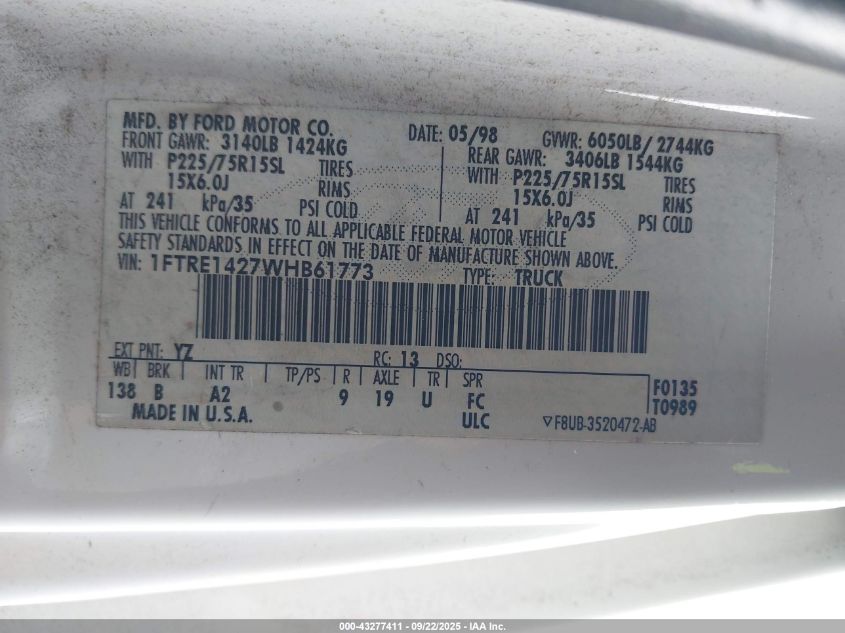 MFD. BY FORD MOTOR CO. DATE: 05/98 GVWR: 6050LB/ 2744KG
FRONT GAWR: 3140LB 1424KG REAR GAWR: 3406LB 1544KG
WITH P225/75R15SL TIRES WITH P225/75R15SL TIRES
15X6.0J RIMS 15X6.0J RIMS
AT 241 kPa/35 PSI COLD AT 241 kPa/35 PSI COLD
THIS VEHICLE CONFORMS TO ALL APPLICABLE FEDERAL MOTOR VEHICLE
SAFETY STANDARDS IN EFFECT ON THE DATE OF MANUFACTURE SHOWN ABOVE.
VIN: 1FTRE1427WHB61773 TYPE: TRUCK
EXT PNT: YZ RC: 13 DSO:
WB BRK INT TR TP/PS R AXLE TR SPR F0135
138 B A2 9 19 U FC T0989
MADE IN U.S.A. ULC ▽F8UB-3520472-AB
000-43277411 - 09/22/2025 - IAA Inc.